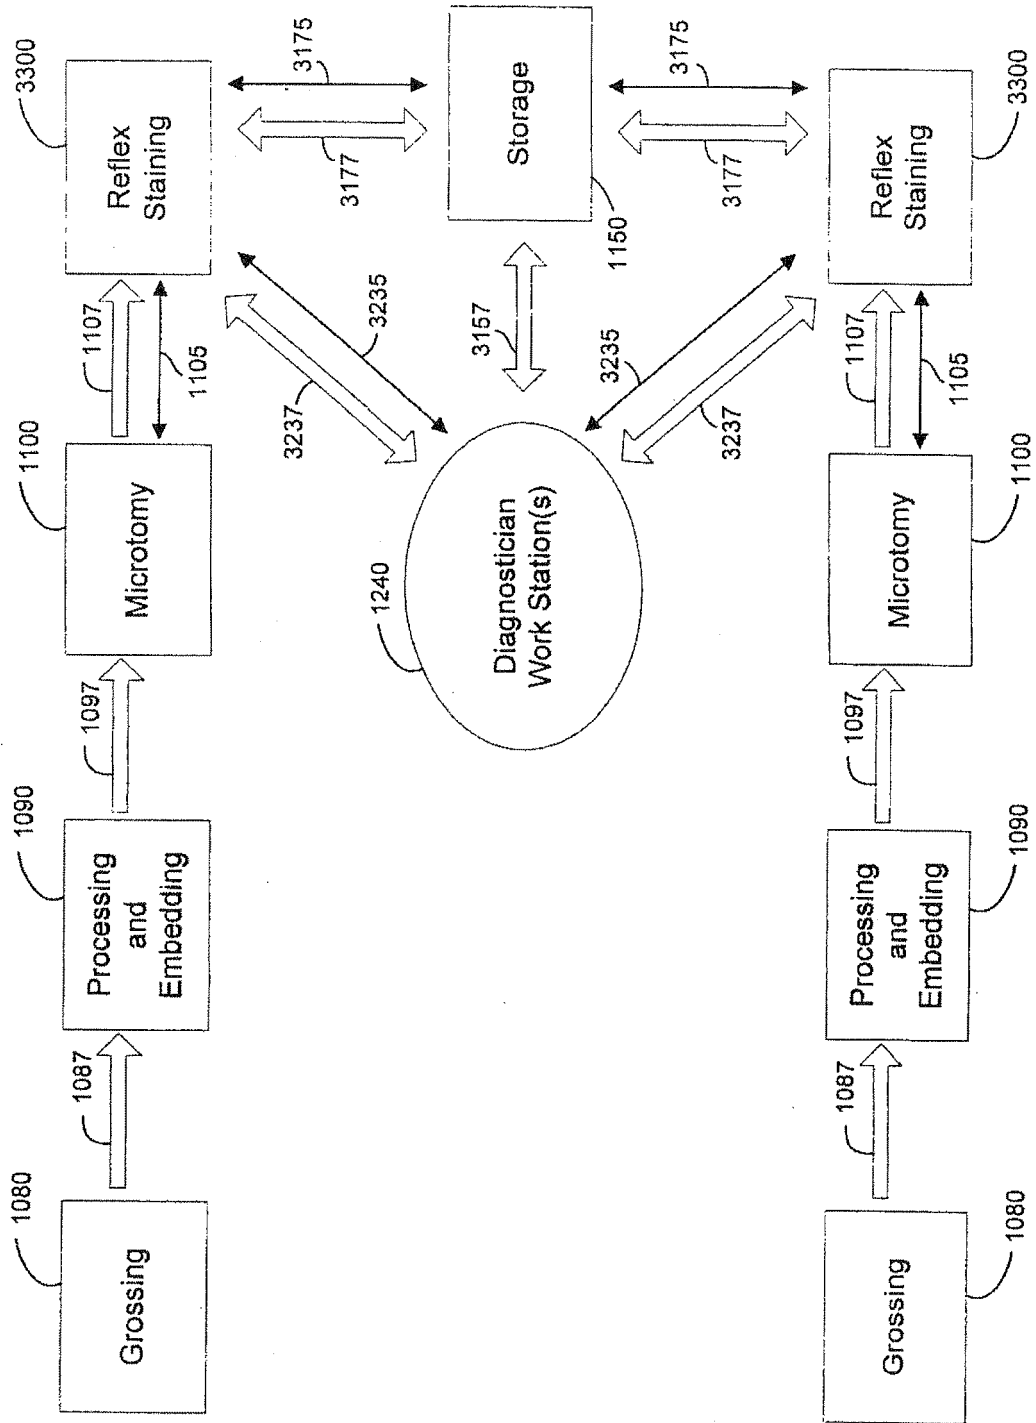 1080
1090
1100
3300
Grossing
1087
Processing
and
Embedding
1097
Microtomy
1107
1105
Reflex
Staining
3237
3235
3177
3175
1240
Diagnostician
Work Station(s)
3157
Storage
1150
3237
3235
3177
3175
Grossing
1087
Processing
and
Embedding
1097
Microtomy
1107
1105
Reflex
Staining
1080
1090
1100
3300